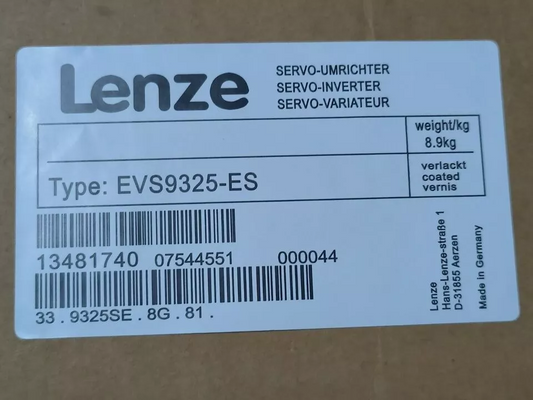 Lenze
SERVO-UMRICHTER
SERVO-INVERTER
SERVO-VARIATEUR
weight/kg
8.9kg
Type: EVS9325-ES
verlackt
coated
vernis
13481740 07544551 000044
33 . 9325SE . 8G . 81 .
Lenze
Hans-Lenze-straße 1
D-31855 Aerzen
Made in Germany